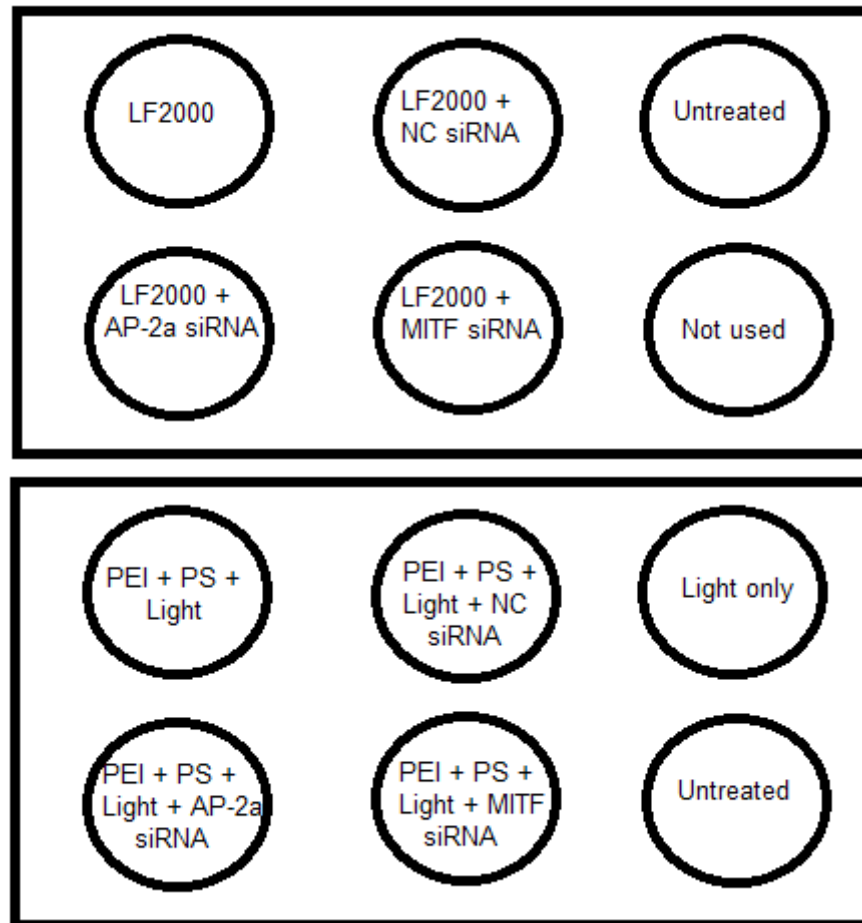 LF2000
LF2000 +
NC siRNA
Untreated
LF2000 +
AP-2a siRNA
LF2000 +
MITF siRNA
Not used
PEI + PS +
Light
PEI + PS +
Light + NC
siRNA
Light only
PEI + PS +
Light + AP-2a
siRNA
PEI + PS +
Light + MITF
siRNA
Untreated